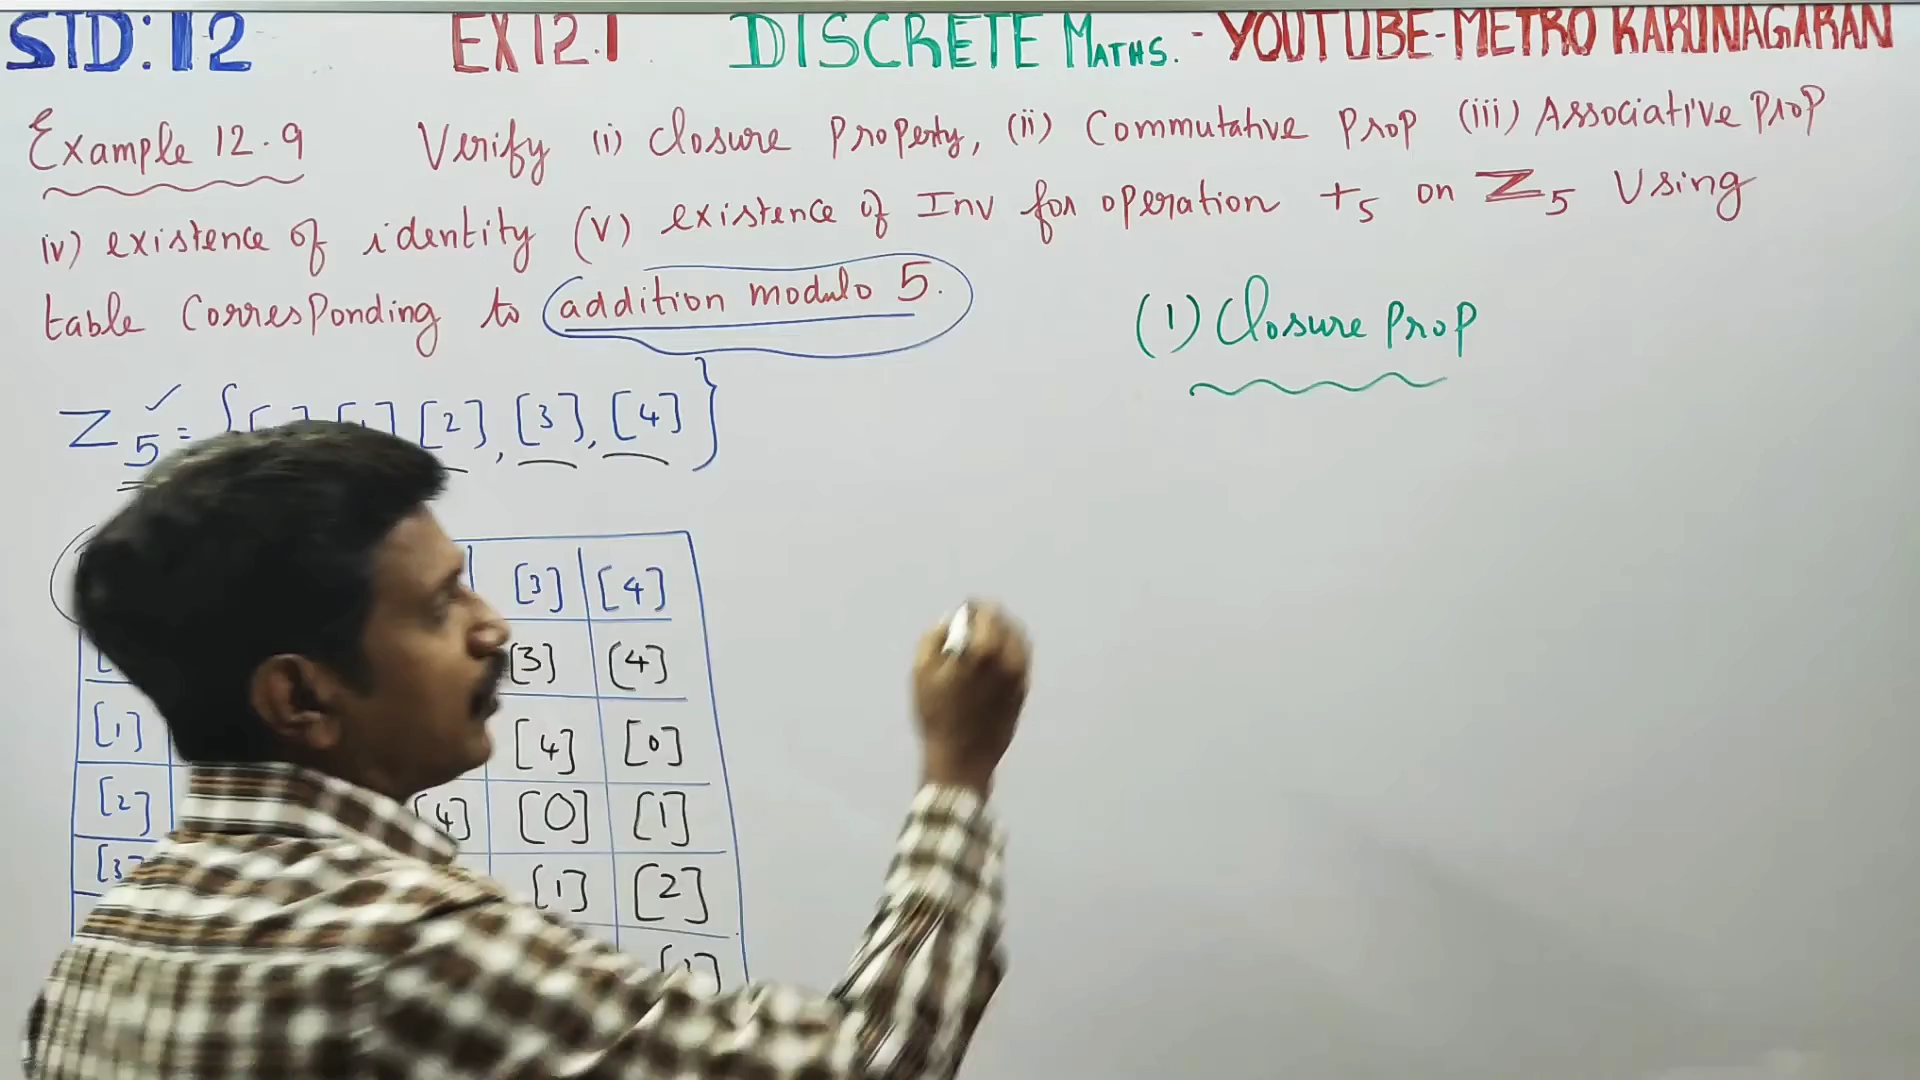 STD: 12 EX 12.1 DISCRETE MATHS. - YOUTUBE-METRO KARUNAGARAN
Example 12.9 Verify (i) Closure Property, (ii) Commutative Prop (iii) Associative Prop
iv) existence of identity (v) existence of Inv for operation +5 on Z5 Using
table Corresponding to addition modulo 5.
(1) Closure Prop
Z5 = { [2], [3], [4] }
[3] [4]
[3] [4]
[1] [4] [0]
[2] [4] [0] [1]
[3] [1] [2]